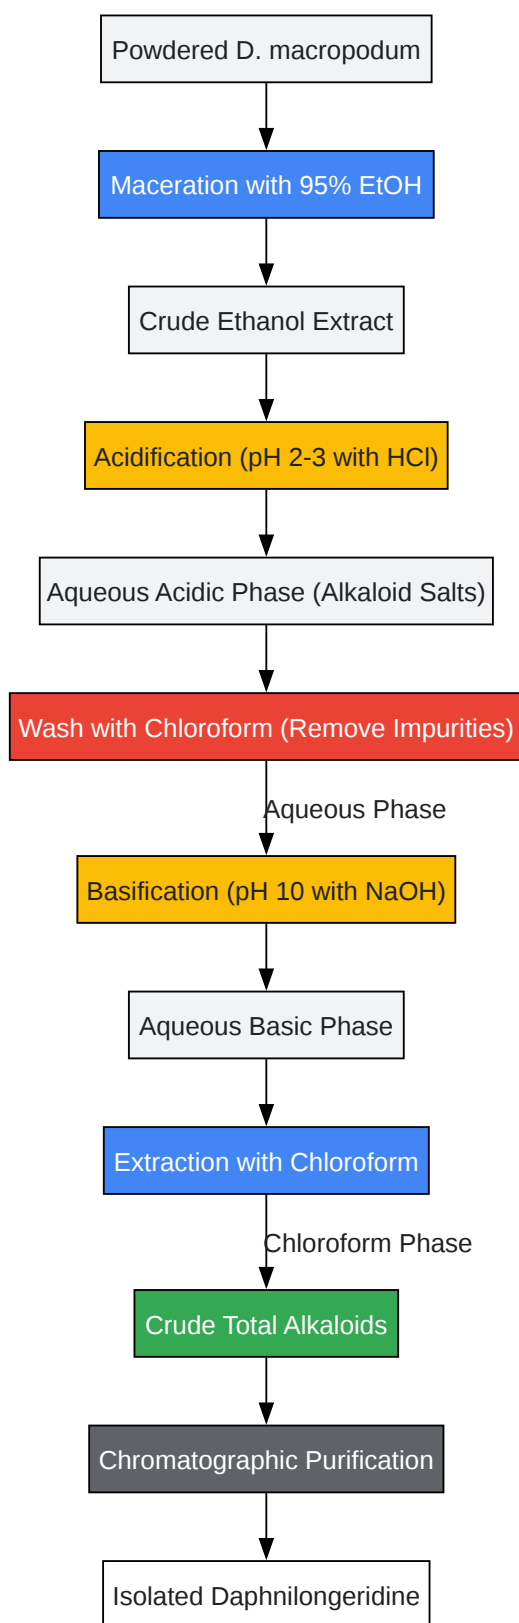 Powdered D. macropodum
Maceration with 95% EtOH
Crude Ethanol Extract
Acidification (pH 2-3 with HCl)
Aqueous Acidic Phase (Alkaloid Salts)
Wash with Chloroform (Remove Impurities)
Aqueous Phase
Basification (pH 10 with NaOH)
Aqueous Basic Phase
Extraction with Chloroform
Chloroform Phase
Crude Total Alkaloids
Chromatographic Purification
Isolated Daphnilongeridine